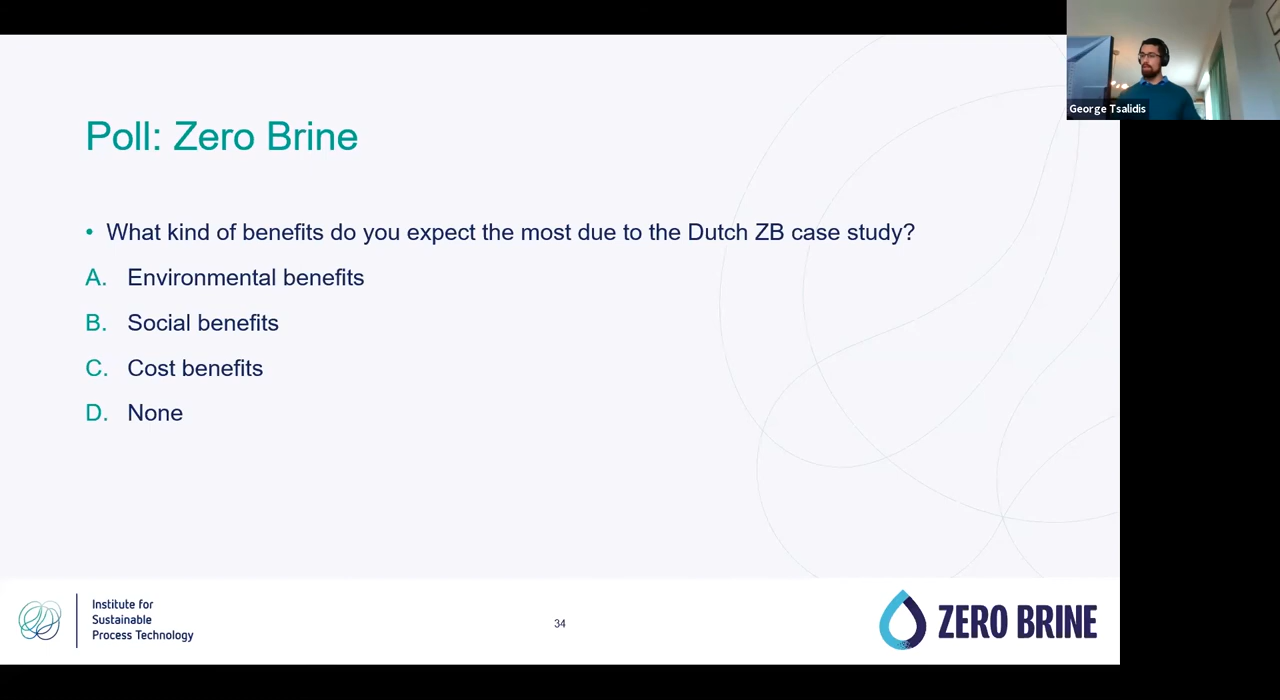 George Tsalidis
Poll: Zero Brine
• What kind of benefits do you expect the most due to the Dutch ZB case study?
A. Environmental benefits
B. Social benefits
C. Cost benefits
D. None
Institute for
Sustainable
Process Technology
34
ZERO BRINE